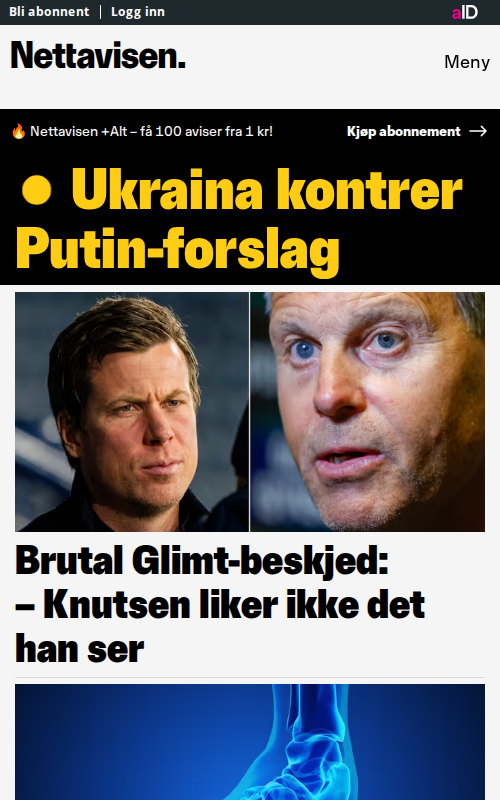 Bli abonnent | Logg inn
aID
Nettavisen.
Meny
🔥 Nettavisen +Alt – få 100 aviser fra 1 kr!
Kjøp abonnement →
Ukraina kontrer
Putin-forslag
Brutal Glimt-beskjed:
– Knutsen liker ikke det
han ser